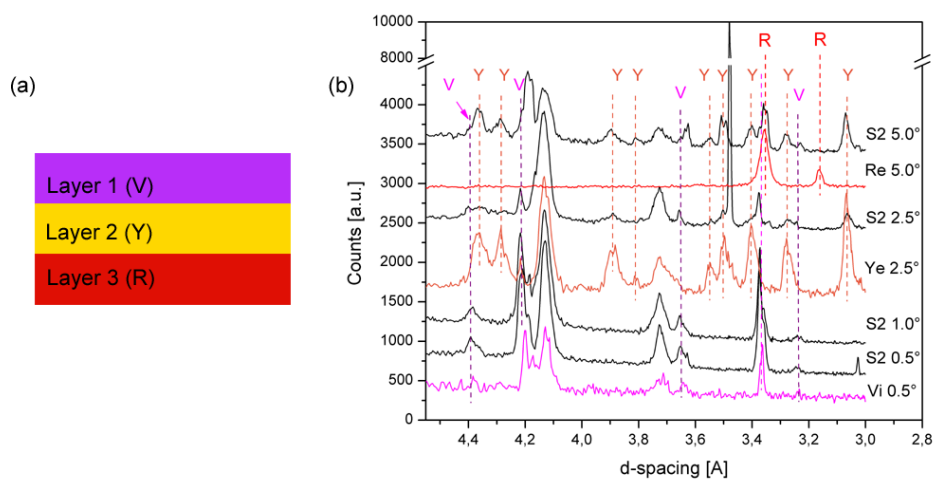 (a)
Layer 1 (V)
Layer 2 (Y)
Layer 3 (R)
(b)
Counts [a.u.]
10000
8000
4000
3500
3000
2500
2000
1500
1000
500
0
V
Y
Y
V
Y
Y
V
Y
Y
Y
R
Y
V
R
Y
S2 5.0°
Re 5.0°
S2 2.5°
Ye 2.5°
S2 1.0°
S2 0.5°
Vi 0.5°
4,4
4,2
4,0
3,8
3,6
3,4
3,2
3,0
2,8
d-spacing [A]